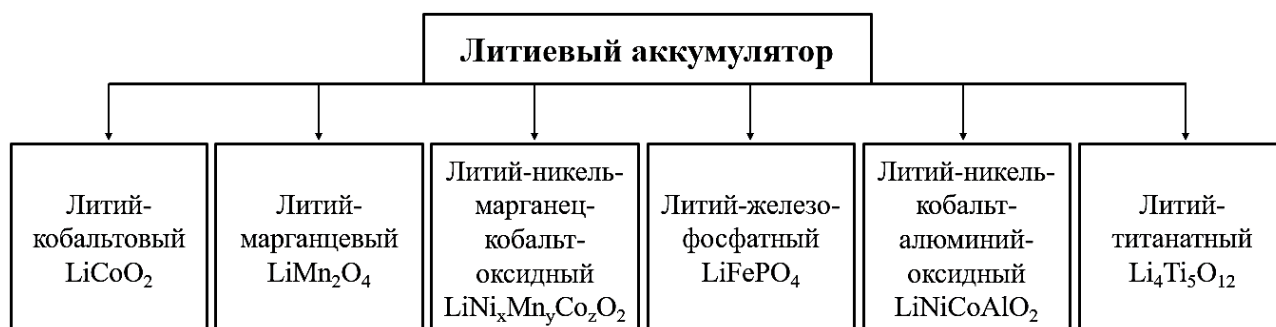 Литиевый аккумулятор
Литий-
кобальтовый
LiCoO₂
Литий-
марганцевый
LiMn₂O₄
Литий-никель-
марганец-
кобальт-
оксидный
LiNiₓMnᵧCo_zO₂
Литий-железо-
фосфатный
LiFePO₄
Литий-никель-
кобальт-
алюминий-
оксидный
LiNiCoAlO₂
Литий-
титанатный
Li₄Ti₅O₁₂